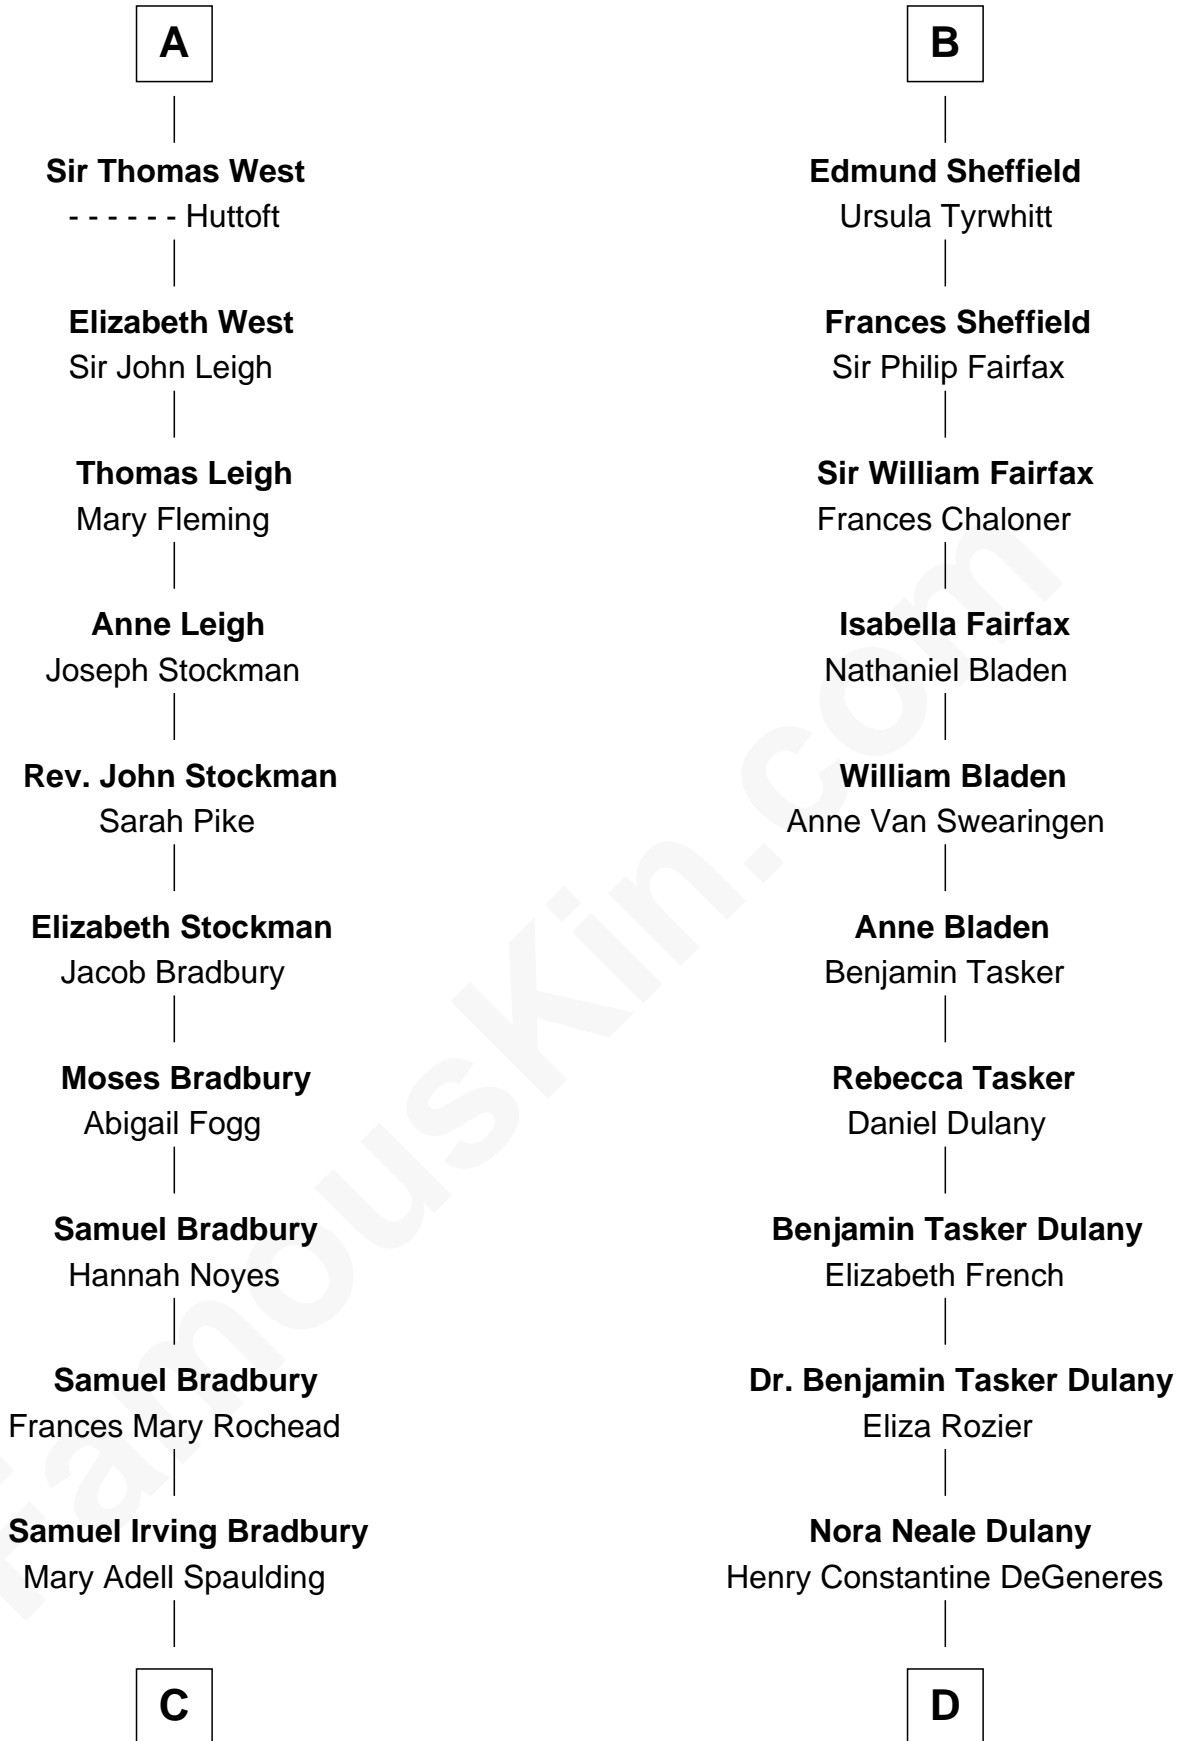 A
Sir Thomas West
- - - - - - Huttoft
Elizabeth West
Sir John Leigh
Thomas Leigh
Mary Fleming
Anne Leigh
Joseph Stockman
Rev. John Stockman
Sarah Pike
Elizabeth Stockman
Jacob Bradbury
Moses Bradbury
Abigail Fogg
Samuel Bradbury
Hannah Noyes
Samuel Bradbury
Frances Mary Rochead
Samuel Irving Bradbury
Mary Adell Spaulding
C
B
Edmund Sheffield
Ursula Tyrwhitt
Frances Sheffield
Sir Philip Fairfax
Sir William Fairfax
Frances Chaloner
Isabella Fairfax
Nathaniel Bladen
William Bladen
Anne Van Swearingen
Anne Bladen
Benjamin Tasker
Rebecca Tasker
Daniel Dulany
Benjamin Tasker Dulany
Elizabeth French
Dr. Benjamin Tasker Dulany
Eliza Rozier
Nora Neale Dulany
Henry Constantine DeGeneres
D
FamousKin.com